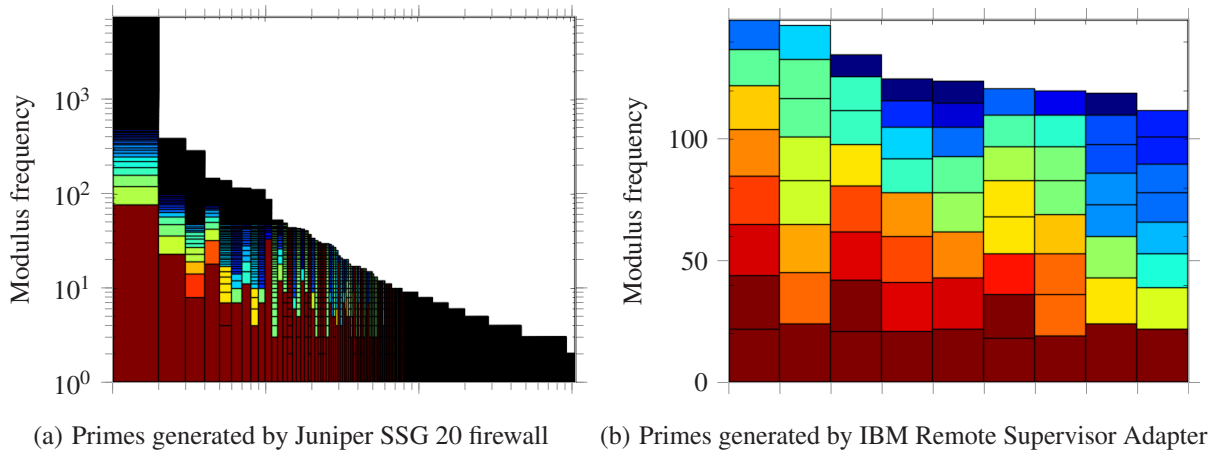 Modulus frequency
10^3
10^2
10^1
10^0
(a) Primes generated by Juniper SSG 20 firewall
Modulus frequency
100
50
0
(b) Primes generated by IBM Remote Supervisor Adapter